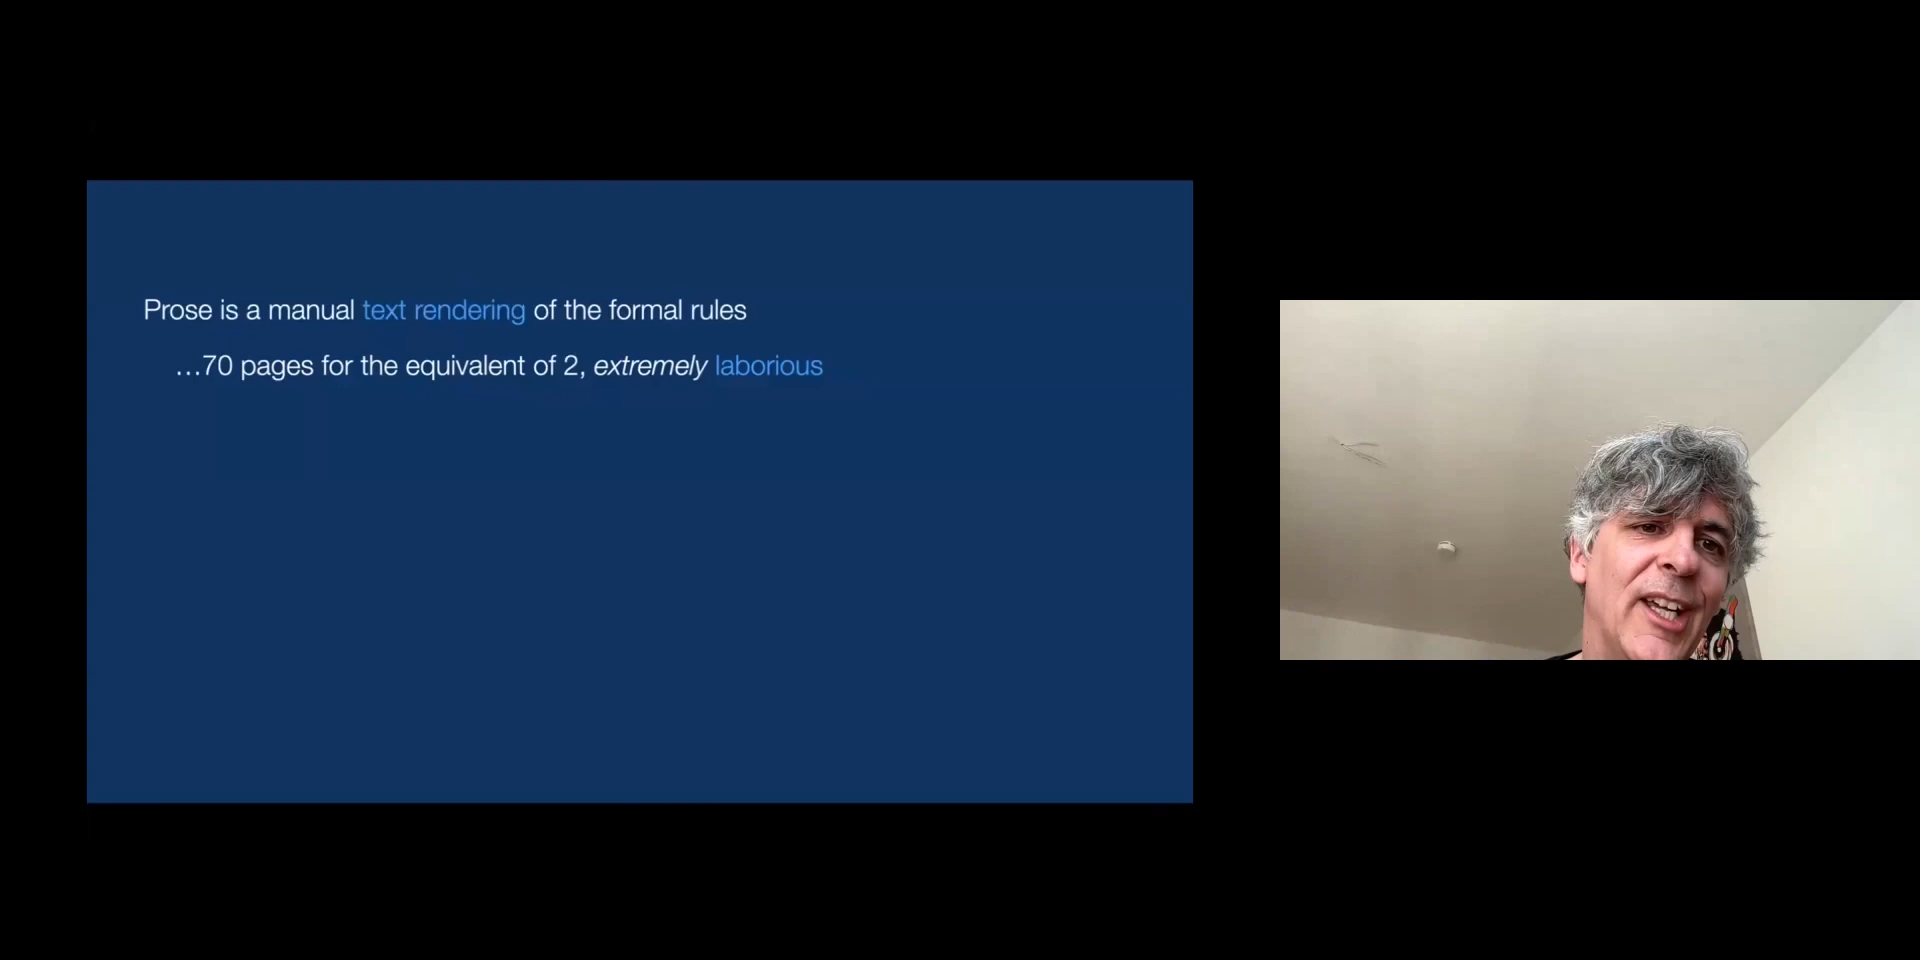 Prose is a manual text rendering of the formal rules
…70 pages for the equivalent of 2, extremely laborious